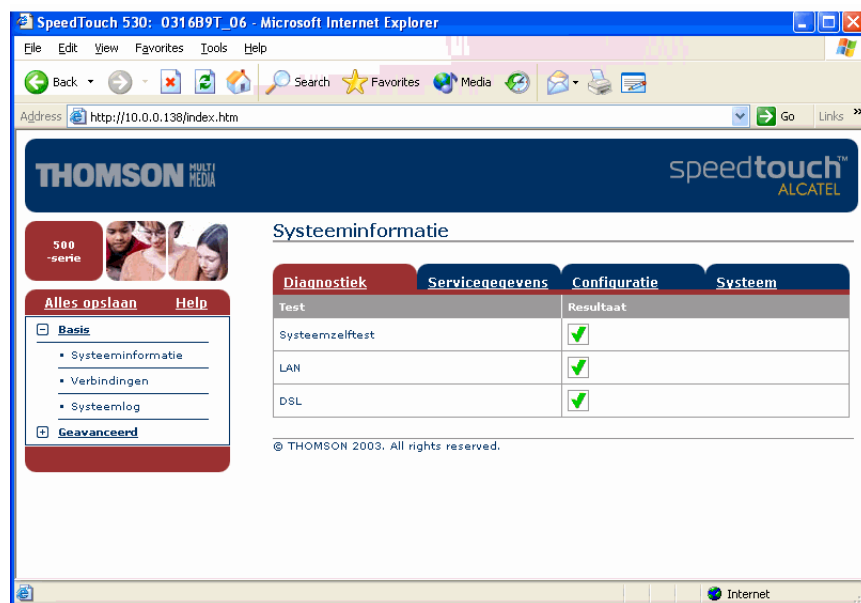 SpeedTouch 530: 0316B9T_06 - Microsoft Internet Explorer
File Edit View Favorites Tools Help
Back Search Favorites Media
Address http://10.0.0.138/index.htm Go Links »
THOMSON MULTI MEDIA
speedtouch™
ALCATEL
500
-serie
Systeeminformatie
Alles opslaan Help
Diagnostiek Servicegegevens Configuratie Systeem
Test Resultaat
Basis
Systeemzelftest
Systeeminformatie
LAN
Verbindingen
Systeemlog
DSL
Geavanceerd
© THOMSON 2003. All rights reserved.
Internet